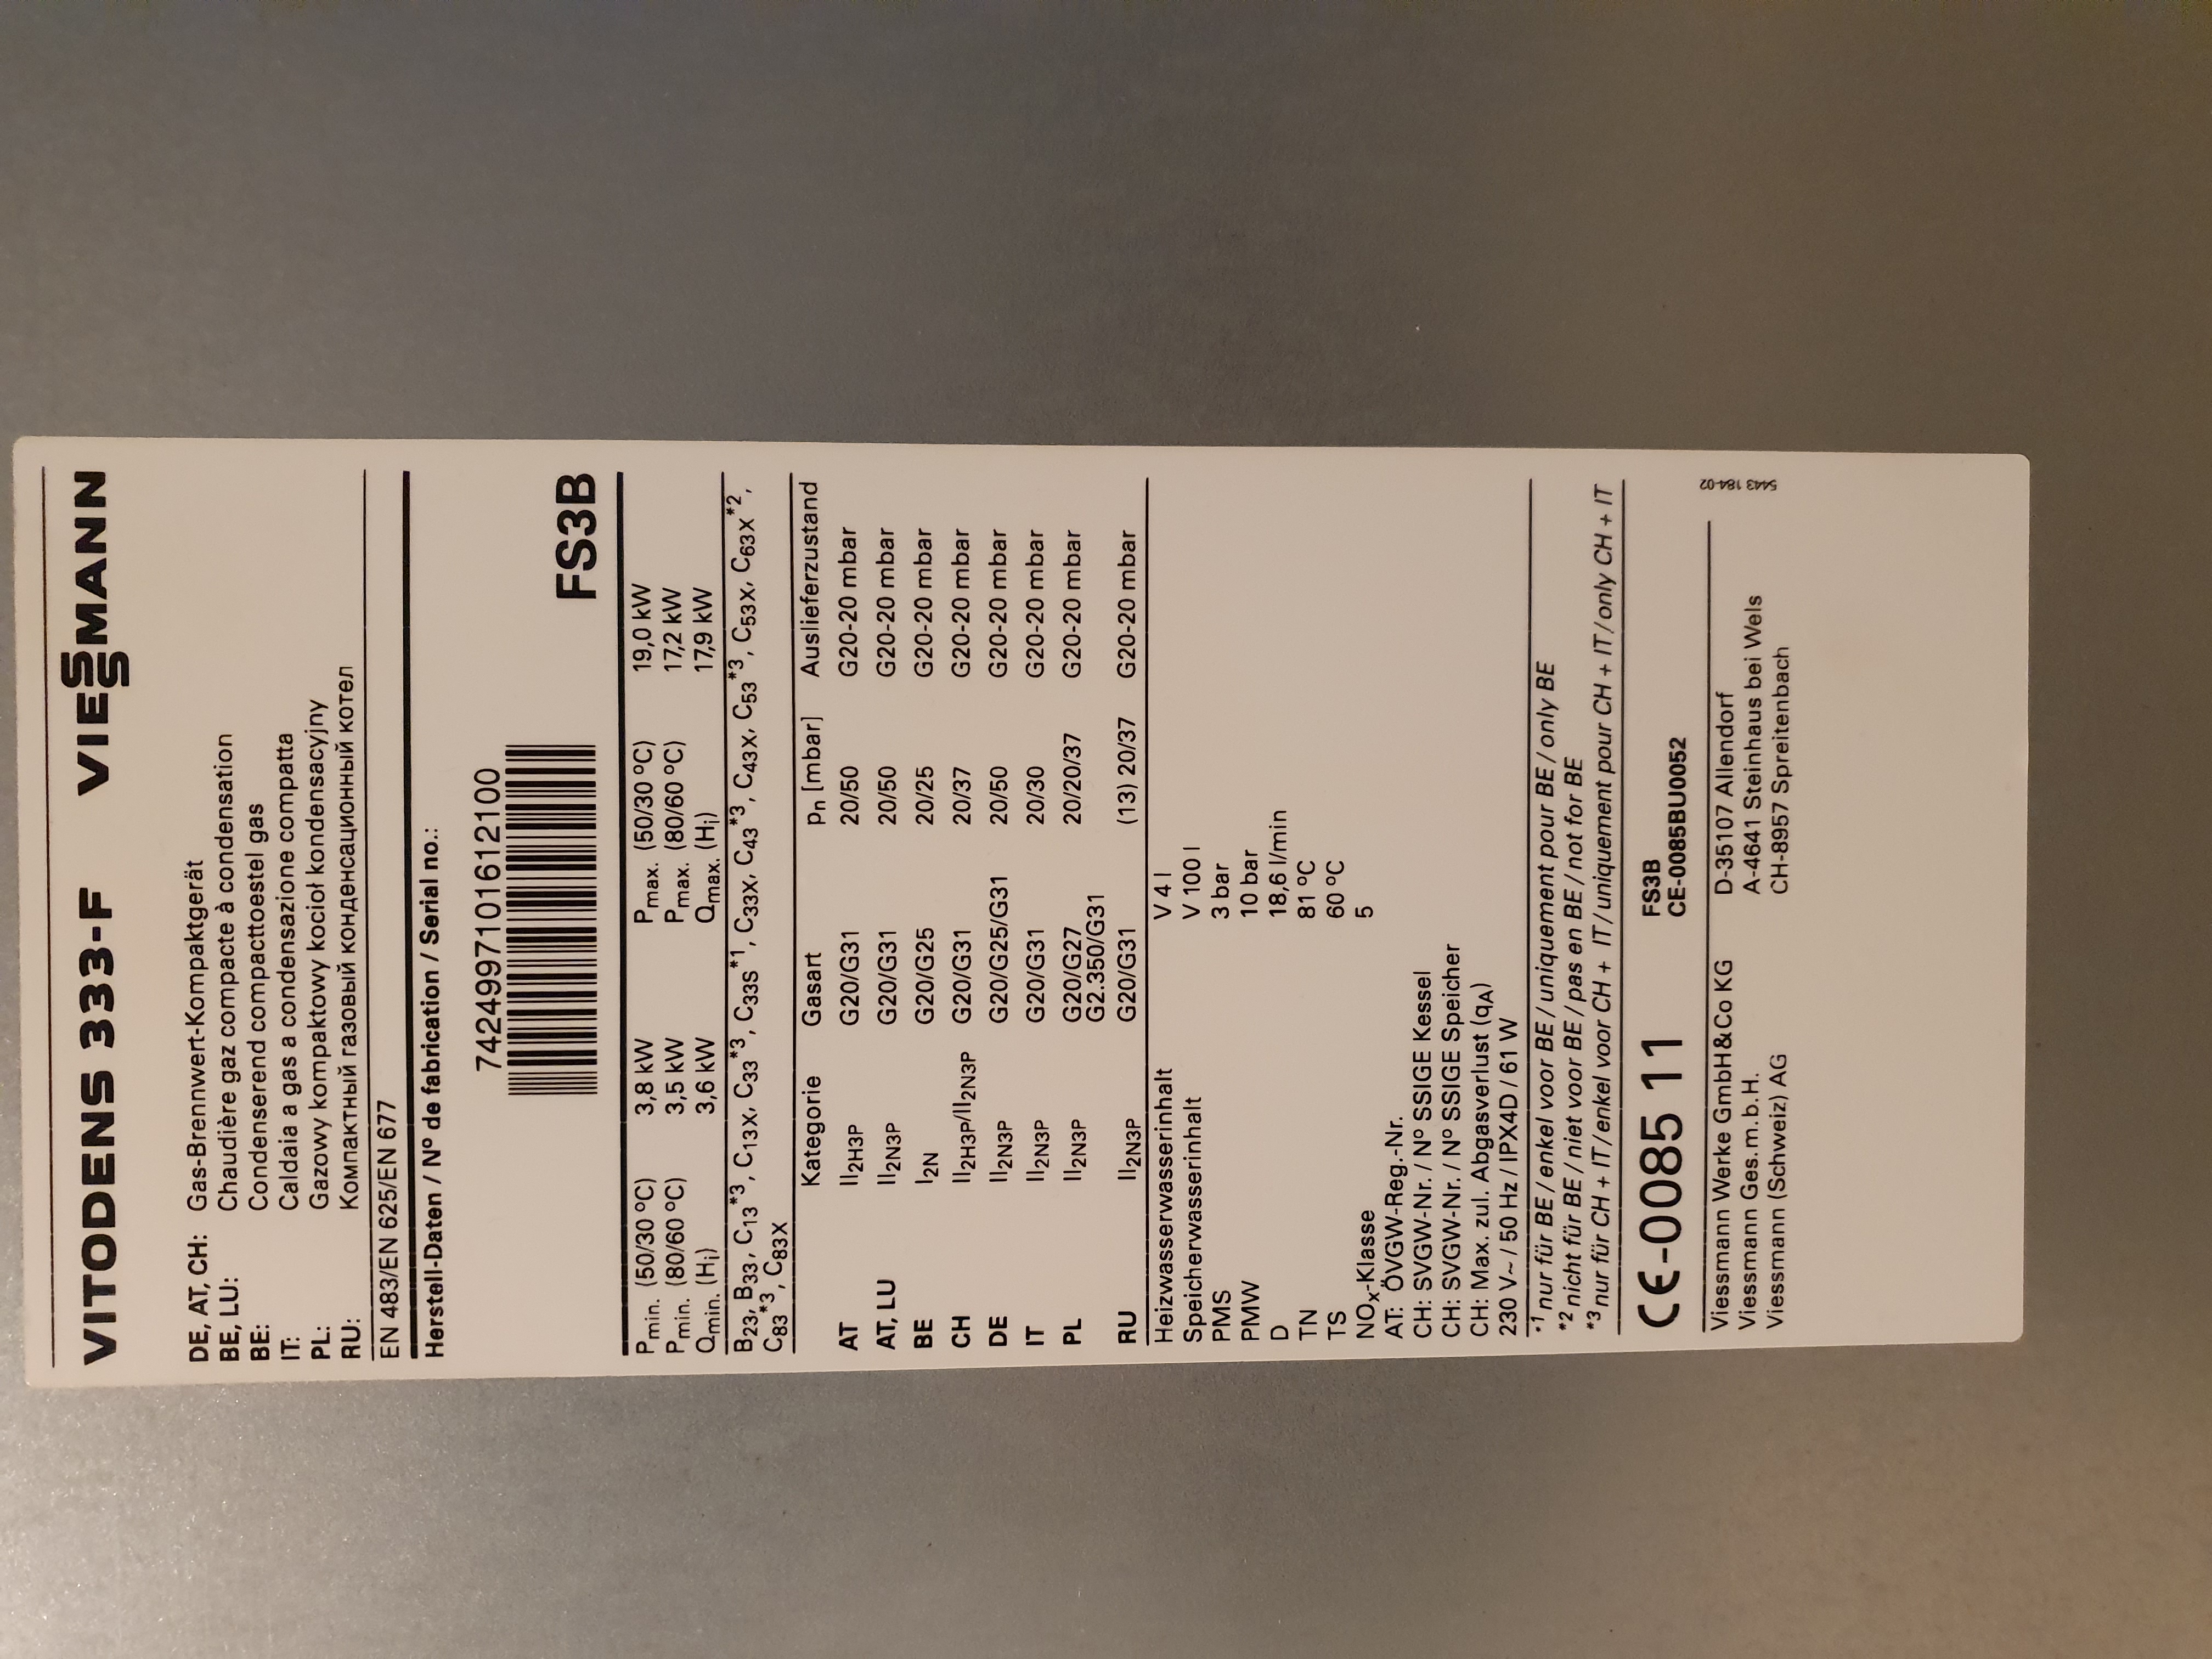 VITODENS 333-F VIESSMANN
DE, AT, CH: Gas-Brennwert-Kompaktgerät
BE, LU: Chaudière gaz compacte à condensation
BE: Condenserend compacttoestel gas
IT: Caldaia a gas a condensazione compatta
PL: Gazowy kompaktowy kocioł kondensacyjny
RU: Компактный газовый конденсационный котел
EN 483/EN 625/EN 677
Herstell-Daten / Nº de fabrication / Serial no.:
7424997101612100
FS3B
Pmin. (50/30 ºC) 3,8 kW Pmax. (50/30 ºC) 19,0 kW
Pmin. (80/60 ºC) 3,5 kW Pmax. (80/60 ºC) 17,2 kW
Qmin. (Hi) 3,6 kW Qmax. (Hi) 17,9 kW
B23, B33, C13*3, C13X, C33*3, C33S*1, C33X, C43*3, C43X, C53*3, C53X, C63X*2,
C83*3, C83X
Kategorie Gasart pn [mbar] Auslieferzustand
AT II2H3P G20/G31 20/50 G20-20 mbar
AT, LU II2N3P G20/G31 20/50 G20-20 mbar
BE I2N G20/G25 20/25 G20-20 mbar
CH II2H3P/II2N3P G20/G31 20/37 G20-20 mbar
DE II2N3P G20/G25/G31 20/50 G20-20 mbar
IT II2N3P G20/G31 20/30 G20-20 mbar
PL II2N3P G20/G27 20/20/37 G20-20 mbar
G2.350/G31
RU II2N3P G20/G31 (13) 20/37 G20-20 mbar
Heizwasserwasserinhalt V 4 l
Speicherwasserinhalt V 100 l
PMS 3 bar
PMW 10 bar
D 18,6 l/min
TN 81 ºC
TS 60 ºC
NOx-Klasse 5
AT: ÖVGW-Reg.-Nr.
CH: SVGW-Nr. / Nº SSIGE Kessel
CH: SVGW-Nr. / Nº SSIGE Speicher
CH: Max. zul. Abgasverlust (qA)
230 V~ / 50 Hz / IPX4D / 61 W
*1 nur für BE / enkel voor BE / uniquement pour BE / only BE
*2 nicht für BE / niet voor BE / pas en BE / not for BE
*3 nur für CH + IT / enkel voor CH + IT / uniquement pour CH + IT / only CH + IT
CE-0085 11 FS3B
CE-0085BU0052
Viessmann Werke GmbH&Co KG D-35107 Allendorf
Viessmann Ges.m.b.H. A-4641 Steinhaus bei Wels
Viessmann (Schweiz) AG CH-8957 Spreitenbach
5443 184-02